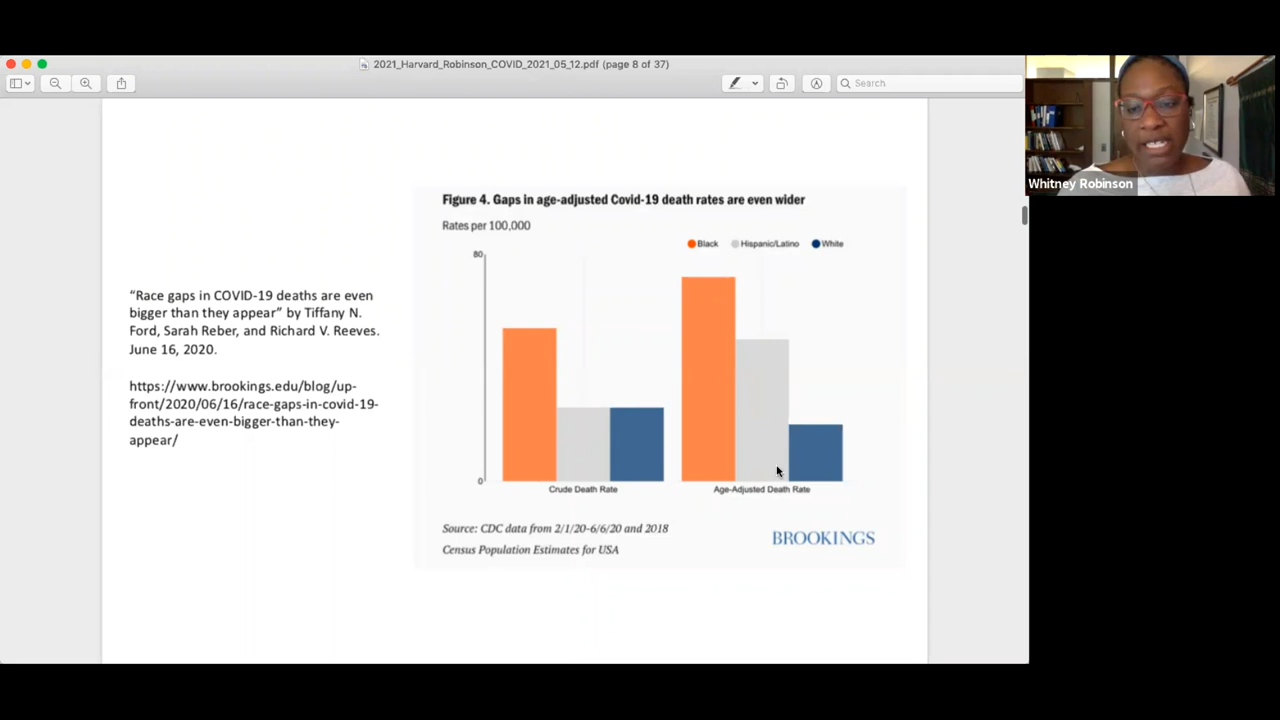 2021_Harvard_Robinson_COVID_2021_05_12.pdf (page 8 of 37)
Search
Whitney Robinson
“Race gaps in COVID-19 deaths are even
bigger than they appear” by Tiffany N.
Ford, Sarah Reber, and Richard V. Reeves.
June 16, 2020.
https://www.brookings.edu/blog/up-
front/2020/06/16/race-gaps-in-covid-19-
deaths-are-even-bigger-than-they-
appear/
Figure 4. Gaps in age-adjusted Covid-19 death rates are even wider
Rates per 100,000
Black Hispanic/Latino White
80
0
Crude Death Rate Age-Adjusted Death Rate
Source: CDC data from 2/1/20-6/6/20 and 2018
Census Population Estimates for USA
BROOKINGS